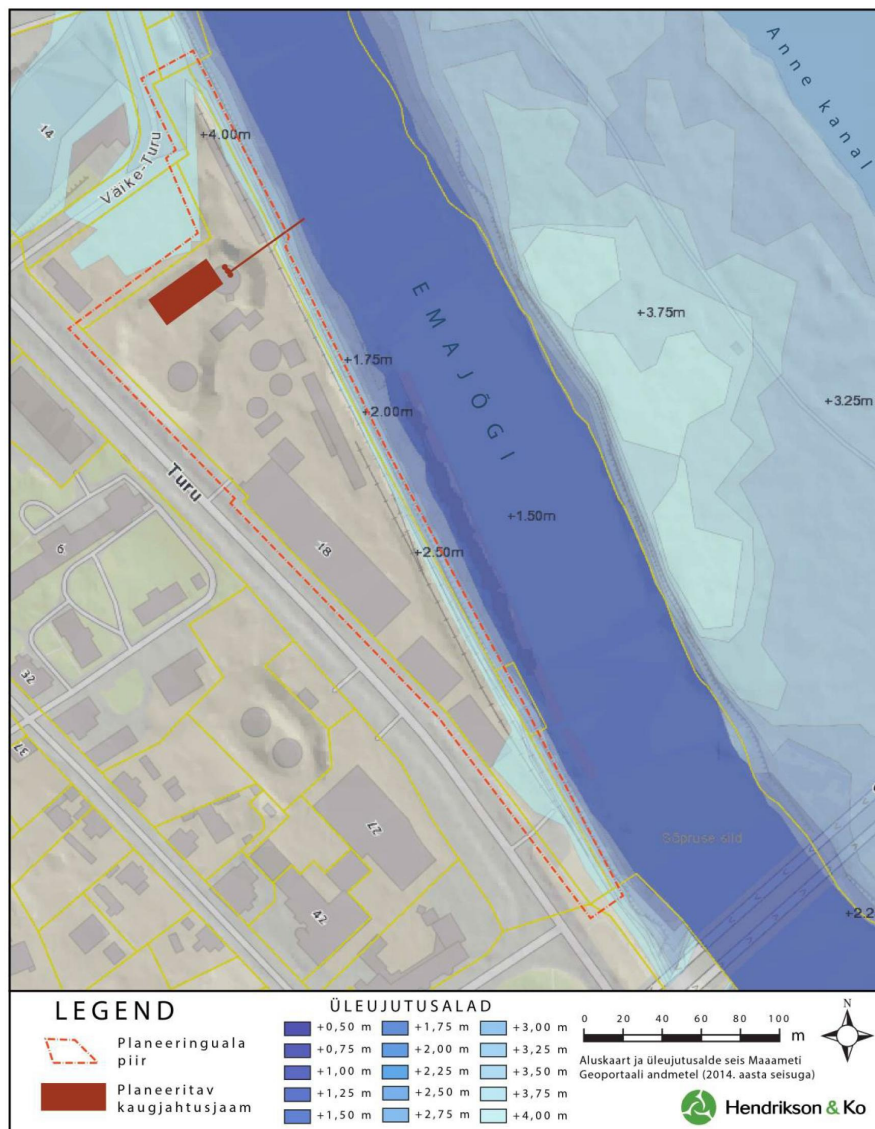 Anne kanal
14
+4.00m
Väike-Turu
EMAJÕGI
+3.75m
+1.75m
+3.25m
+2.00m
Turu
+1.50m
18
+2.50m
6
32
37
27
Sõpruse sild
42
LEGEND
Planeeringuala
piir
Planeeritav
kaugjahtusjaam
ÜLEUJUTUSALAD
+0,50 m
+0,75 m
+1,00 m
+1,25 m
+1,50 m
+1,75 m
+2,00 m
+2,25 m
+2,50 m
+2,75 m
+3,00 m
+3,25 m
+3,50 m
+3,75 m
+4,00 m
0 20 40 60 80 100
m
N
Aluskaart ja üleujutusalde seis Maaameti
Geoportaali andmetel (2014. aasta seisuga)
Hendrikson & Ko